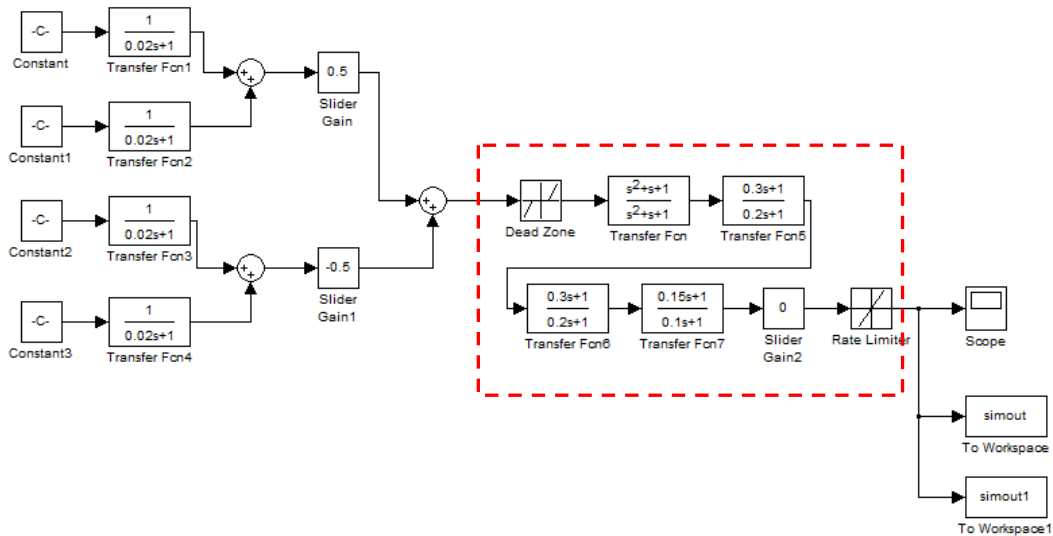 -C-
Constant
1
0.02s+1
Transfer Fcn1
+
+
0.5
Slider
Gain
-C-
Constant1
1
0.02s+1
Transfer Fcn2
-C-
Constant2
1
0.02s+1
Transfer Fcn3
+
+
-0.5
Slider
Gain1
-C-
Constant3
1
0.02s+1
Transfer Fcn4
+
+
Dead Zone
s²+s+1
s²+s+1
Transfer Fcn
0.3s+1
0.2s+1
Transfer Fcn5
0.3s+1
0.2s+1
Transfer Fcn6
0.15s+1
0.1s+1
Transfer Fcn7
0
Slider
Gain2
Rate Limiter
Scope
simout
To Workspace
simout1
To Workspace1